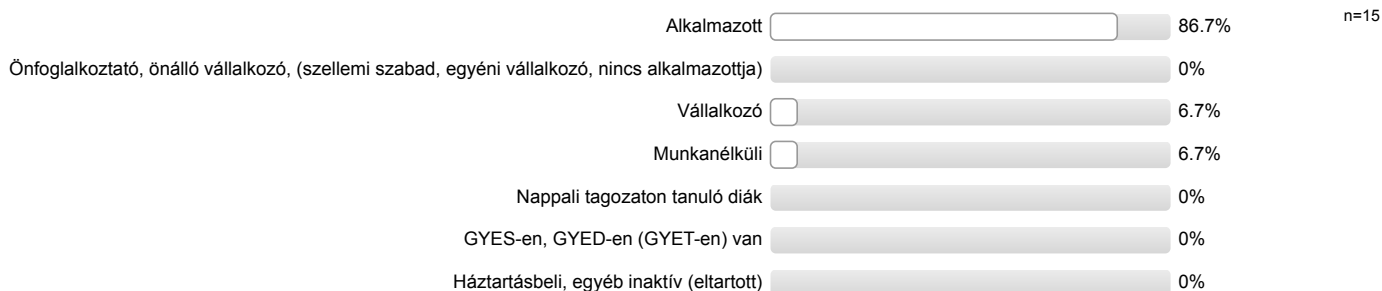 Alkalmazott 86.7% n=15
Önfoglalkoztató, önálló vállalkozó, (szellemi szabad, egyéni vállalkozó, nincs alkalmazottja) 0%
Vállalkozó 6.7%
Munkanélküli 6.7%
Nappali tagozaton tanuló diák 0%
GYES-en, GYED-en (GYET-en) van 0%
Háztartásbeli, egyéb inaktív (eltartott) 0%